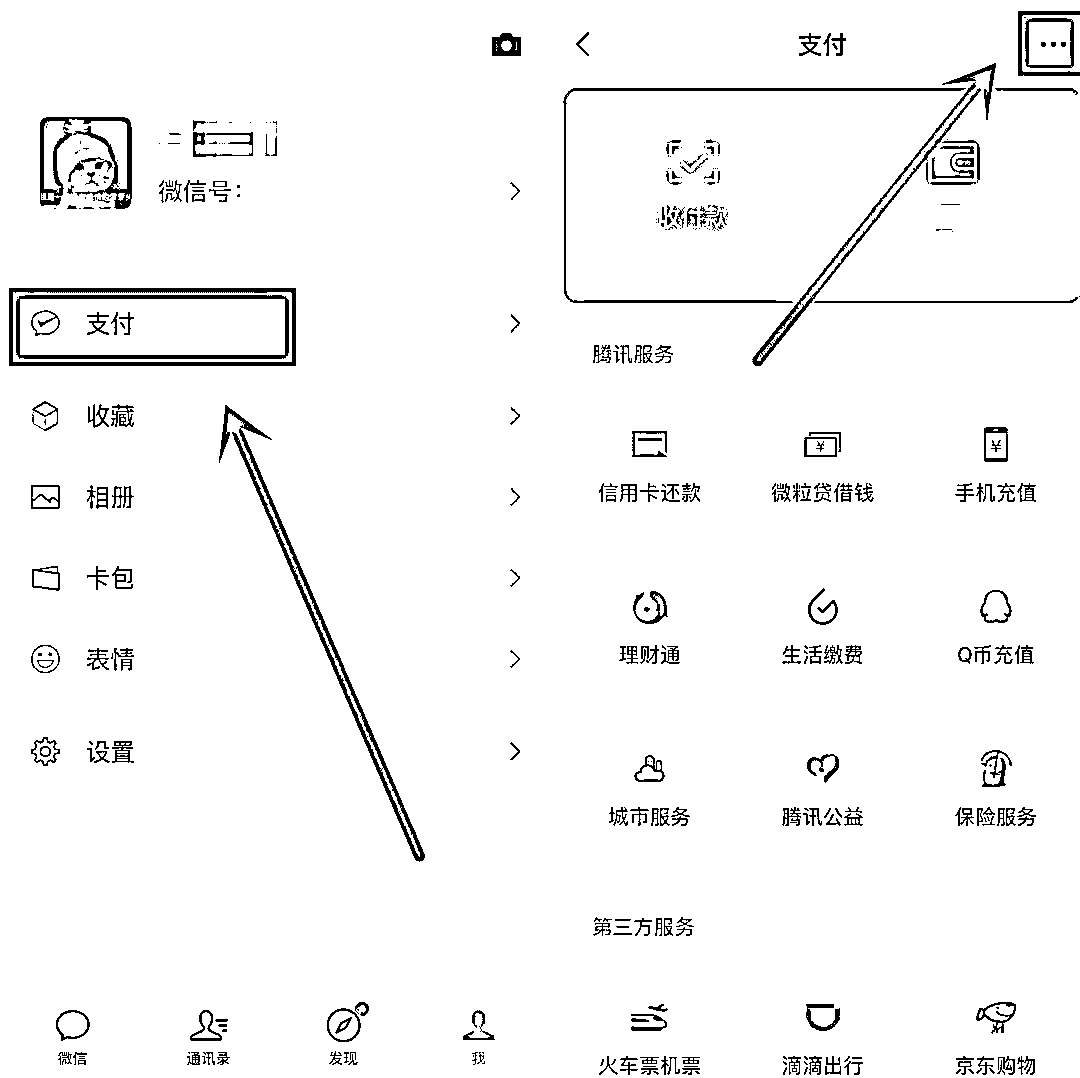 微信号:
支付
收藏
相册
卡包
表情
设置
微信
通讯录
发现
我
支付
收付款
腾讯服务
信用卡还款
微粒贷借钱
手机充值
理财通
生活缴费
Q币充值
城市服务
腾讯公益
保险服务
第三方服务
火车票机票
滴滴出行
京东购物